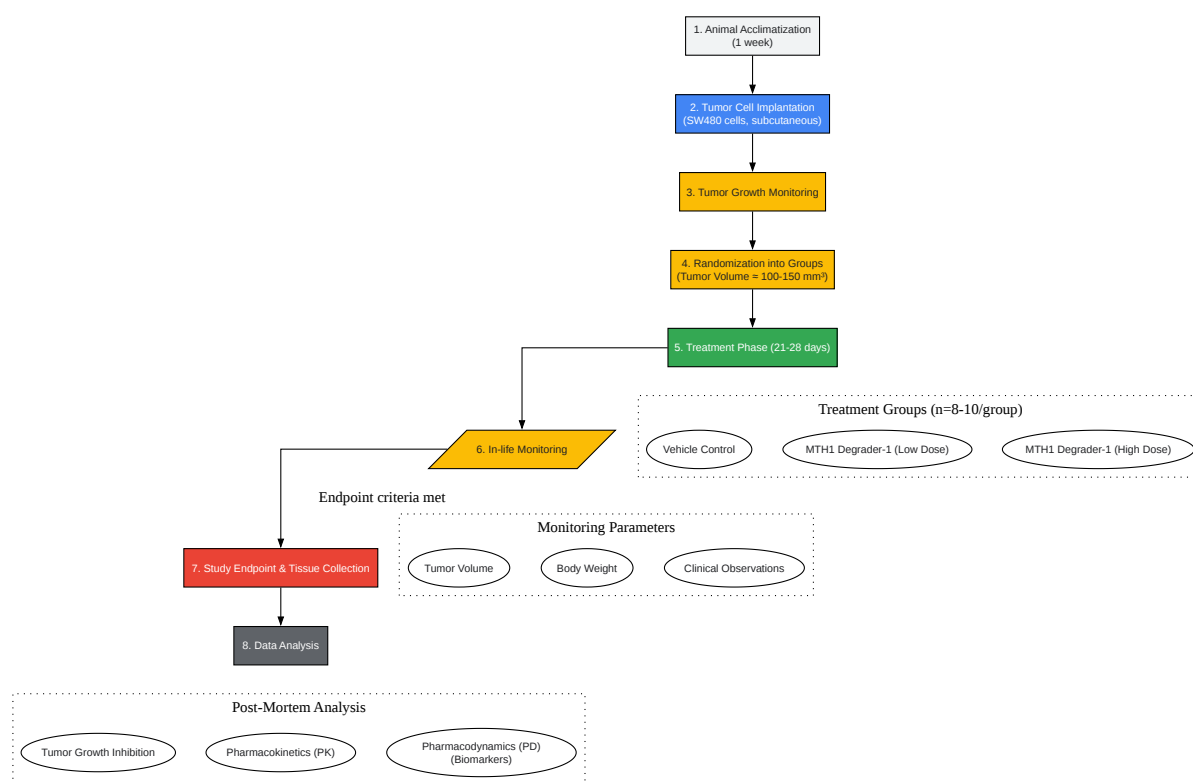 1. Animal Acclimatization
(1 week)
2. Tumor Cell Implantation
(SW480 cells, subcutaneous)
3. Tumor Growth Monitoring
4. Randomization into Groups
(Tumor Volume ≈ 100-150 mm³)
5. Treatment Phase (21-28 days)
Treatment Groups (n=8-10/group)
Vehicle Control
MTH1 Degrader-1 (Low Dose)
MTH1 Degrader-1 (High Dose)
6. In-life Monitoring
Endpoint criteria met
Monitoring Parameters
Tumor Volume
Body Weight
Clinical Observations
7. Study Endpoint & Tissue Collection
8. Data Analysis
Post-Mortem Analysis
Tumor Growth Inhibition
Pharmacokinetics (PK)
Pharmacodynamics (PD)
(Biomarkers)